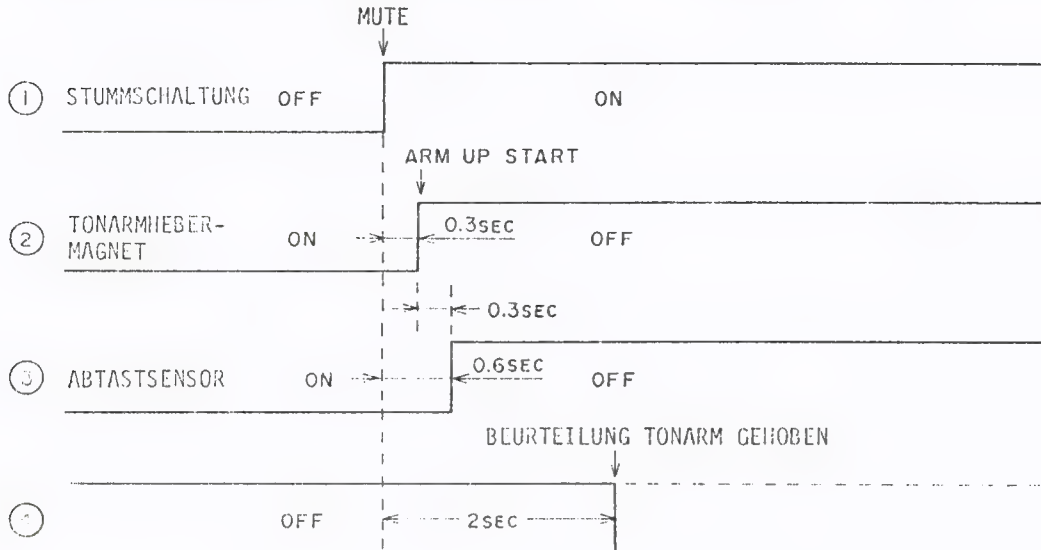 MUTE
① STUMMSCHALTUNG OFF ON
ARM UP START
② TONARMHEBER-
MAGNET ON 0.3SEC OFF
0.3SEC
③ ABTASTSENSOR ON 0.6SEC OFF
BEURTEILUNG TONARM GEHOBEN
OFF 2SEC